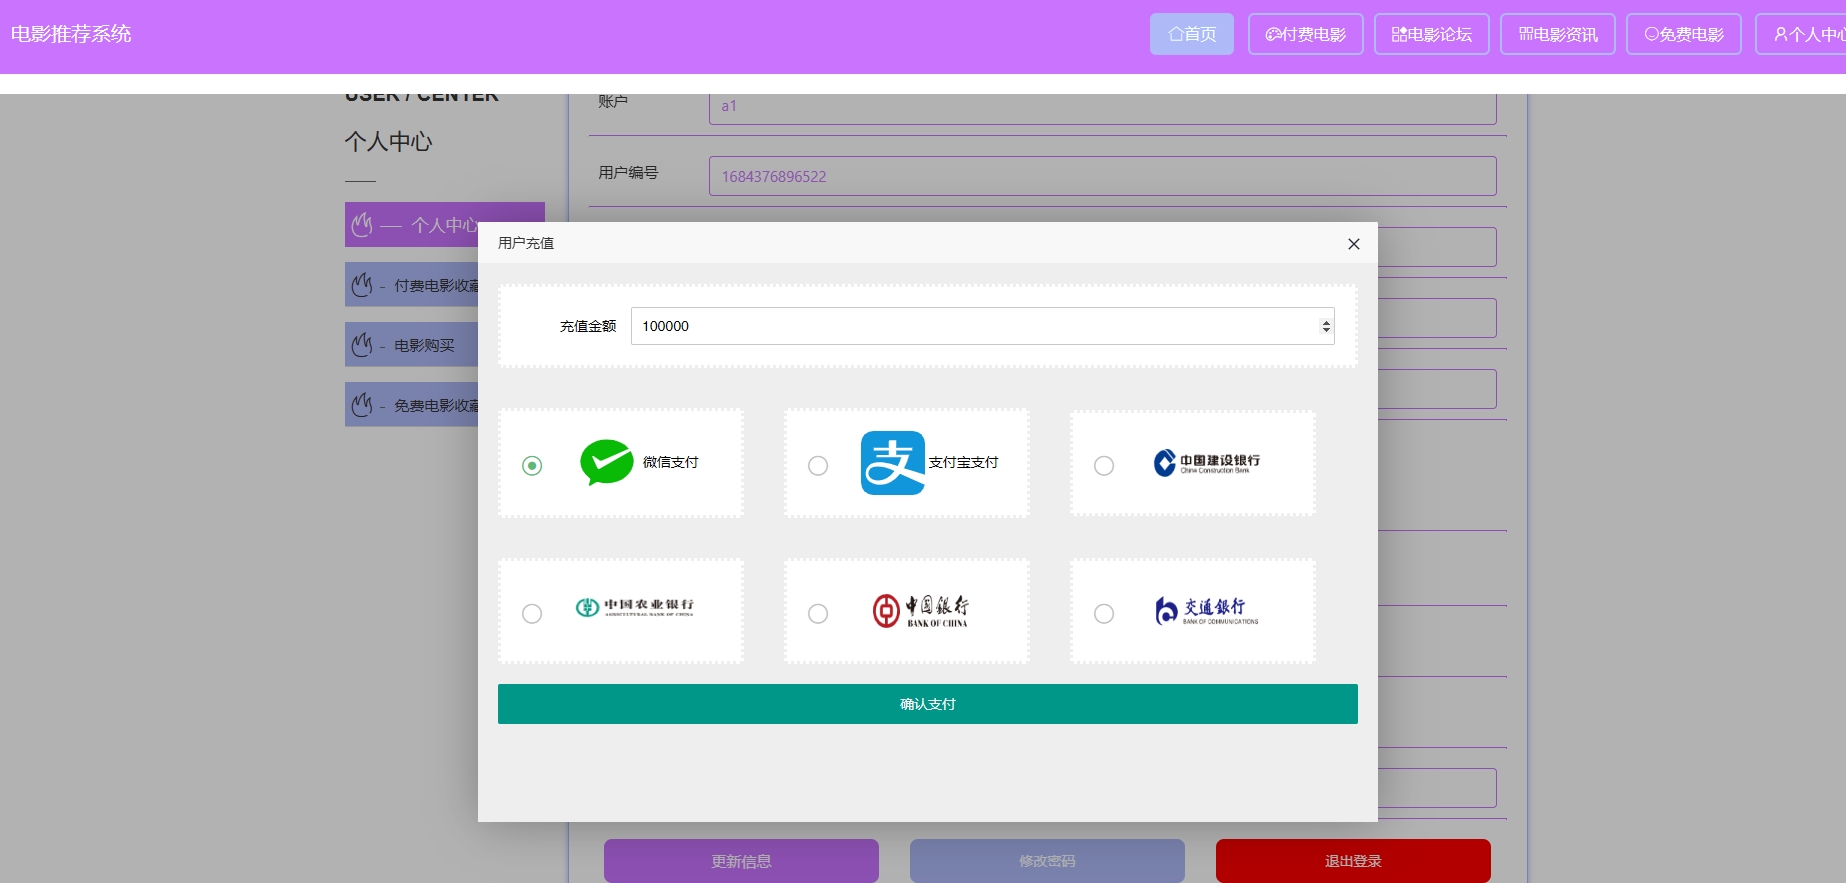 电影推荐系统
首页
付费电影
电影论坛
电影资讯
免费电影
个人中心
USER / CENTER
个人中心
— 个人中心
- 付费电影收藏
- 电影购买
- 免费电影收藏
账户
a1
用户编号
1684376896522
用户充值
充值金额
100000
微信支付
支付宝支付
中国建设银行
China Construction Bank
中国农业银行
AGRICULTURAL BANK OF CHINA
中国银行
BANK OF CHINA
交通银行
BANK OF COMMUNICATIONS
确认支付
更新信息
修改密码
退出登录